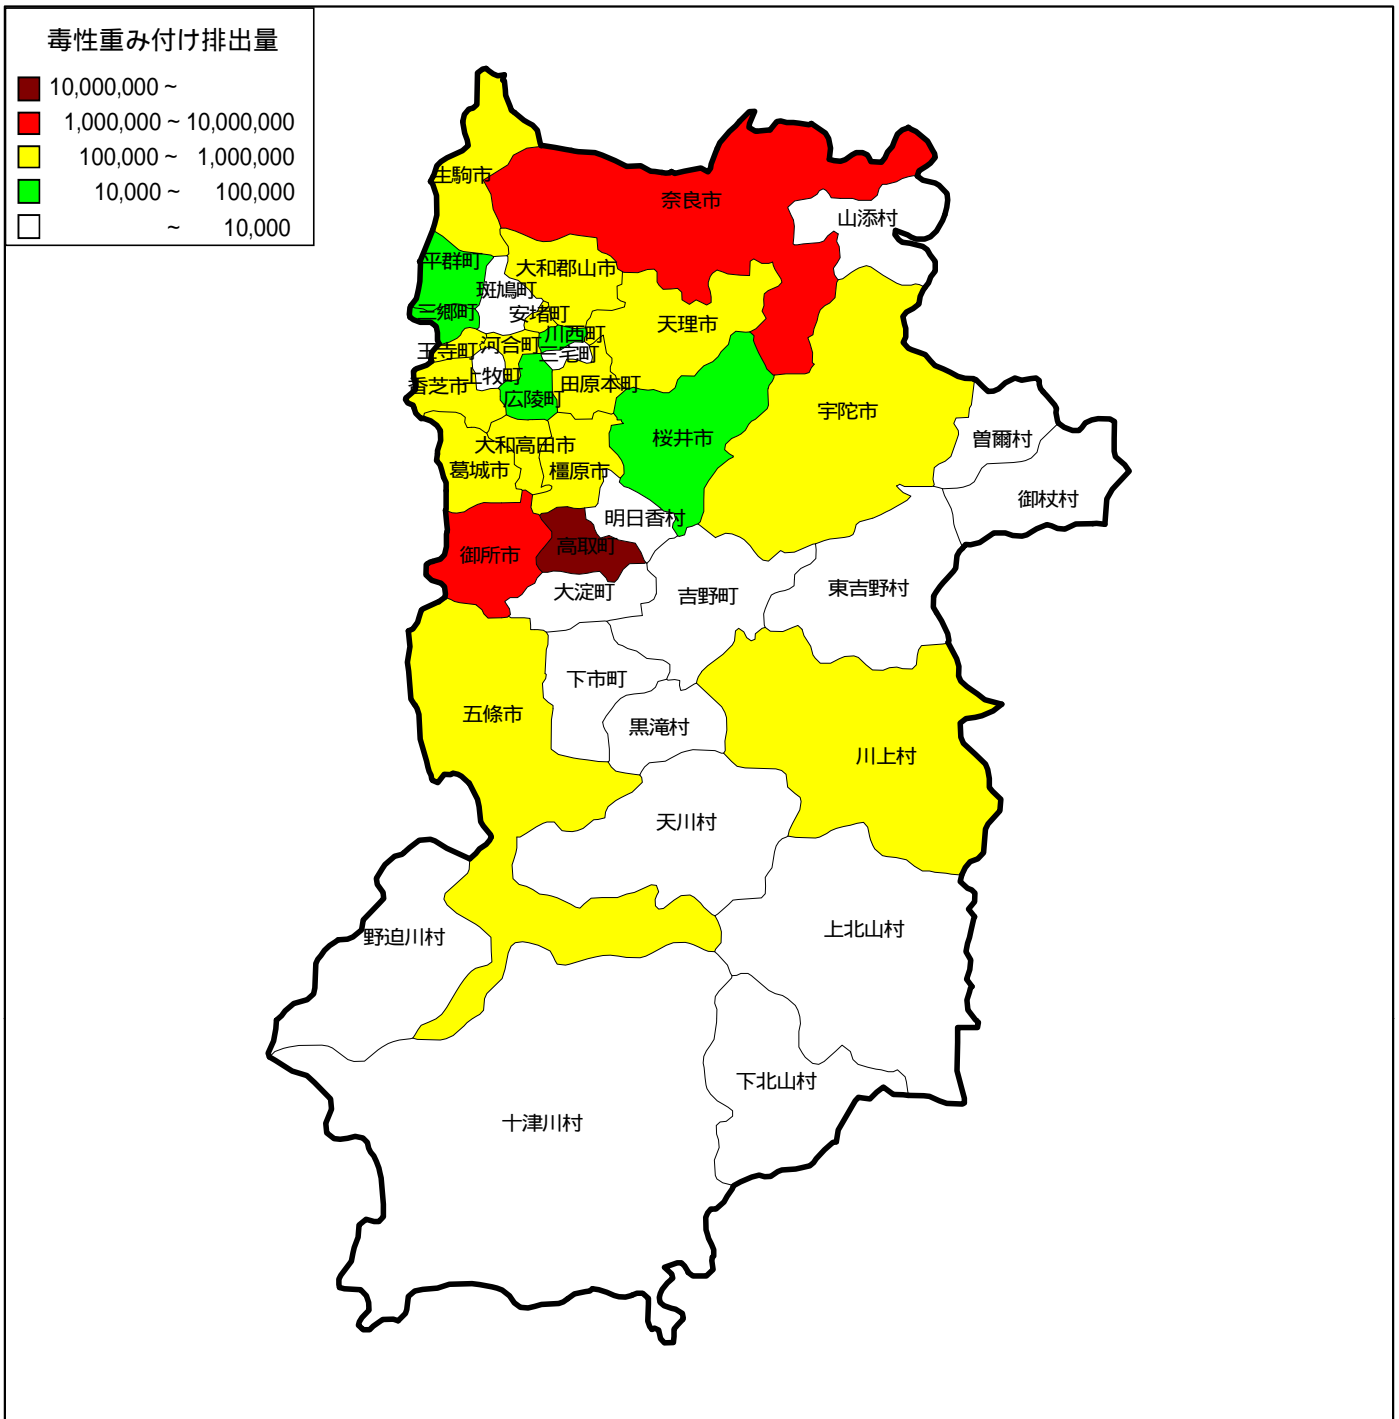 毒性重み付け排出量
10,000,000 ~
1,000,000 ~ 10,000,000
100,000 ~ 1,000,000
10,000 ~ 100,000
~ 10,000
生駒市
奈良市
山添村
平群町
大和郡山市
斑鳩町
三郷町
安堵町
天理市
川西町
王寺町
河合町
三宅町
上牧町
香芝市
田原本町
広陵町
宇陀市
桜井市
曽爾村
大和高田市
葛城市
橿原市
御杖村
明日香村
御所市
高取町
大淀町
吉野町
東吉野村
下市町
五條市
黒滝村
川上村
天川村
上北山村
野迫川村
下北山村
十津川村